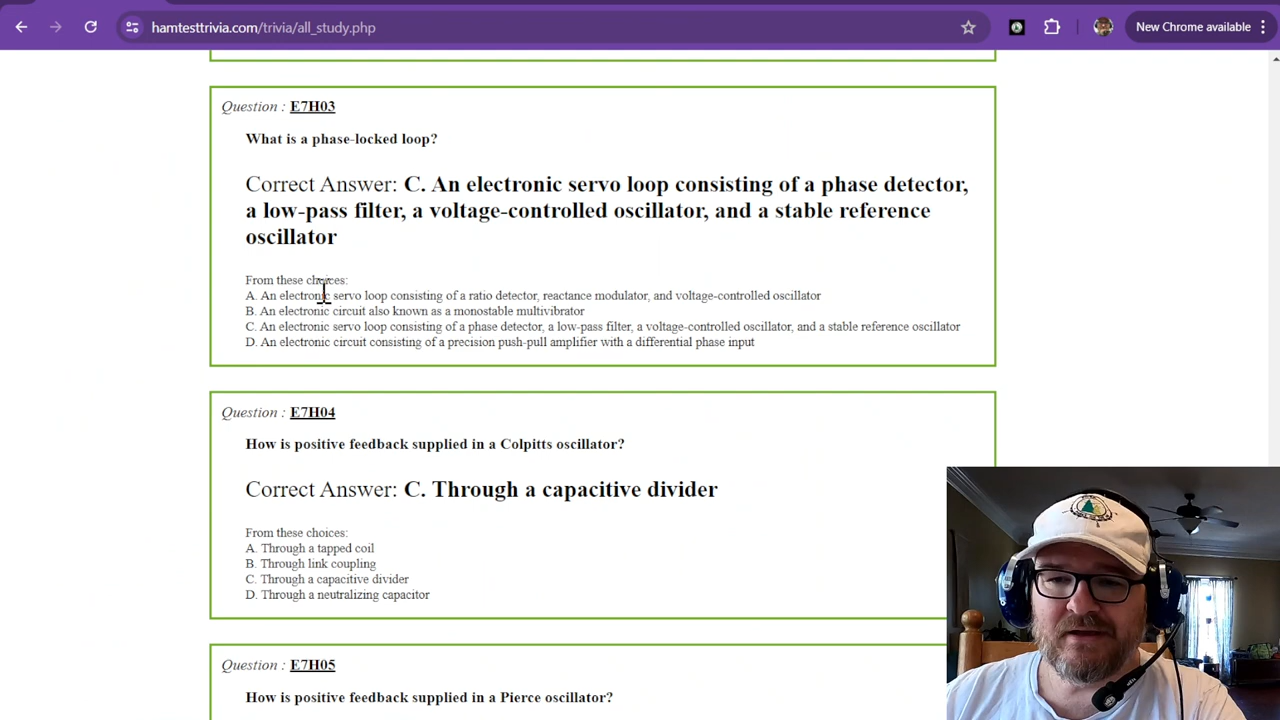 hamtesttrivia.com/trivia/all_study.php
New Chrome available
Question : E7H03
What is a phase-locked loop?
Correct Answer: C. An electronic servo loop consisting of a phase detector,
a low-pass filter, a voltage-controlled oscillator, and a stable reference
oscillator
From these choices:
A. An electronic servo loop consisting of a ratio detector, reactance modulator, and voltage-controlled oscillator
B. An electronic circuit also known as a monostable multivibrator
C. An electronic servo loop consisting of a phase detector, a low-pass filter, a voltage-controlled oscillator, and a stable reference oscillator
D. An electronic circuit consisting of a precision push-pull amplifier with a differential phase input
Question : E7H04
How is positive feedback supplied in a Colpitts oscillator?
Correct Answer: C. Through a capacitive divider
From these choices:
A. Through a tapped coil
B. Through link coupling
C. Through a capacitive divider
D. Through a neutralizing capacitor
Question : E7H05
How is positive feedback supplied in a Pierce oscillator?